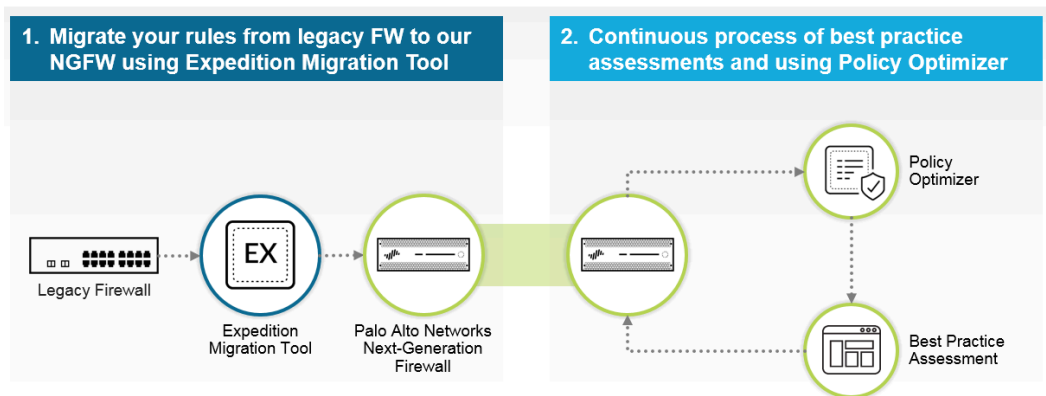 1. Migrate your rules from legacy FW to our
NGFW using Expedition Migration Tool
2. Continuous process of best practice
assessments and using Policy Optimizer
Policy
Optimizer
EX
Legacy Firewall
Expedition
Migration Tool
Palo Alto Networks
Next-Generation
Firewall
Best Practice
Assessment